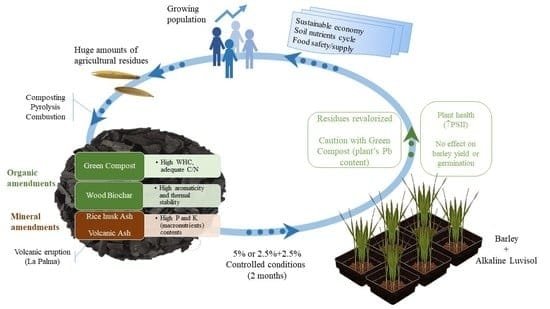 Growing
population
Sustainable economy
Soil nutrients cycle
Food safety/supply
Huge amounts of
agricultural residues
Composting
Pyrolysis
Combustion
Organic
amendments
Green Compost
• High WHC,
adequate C/N
Wood Biochar
• High aromaticity
and thermal
stability
Mineral
amendments
Rice husk Ash
Volcanic Ash
• High P and K
(macronutrients)
contents
Volcanic eruption
(La Palma)
5% or 2.5%+2.5%
Controlled conditions
(2 months)
Residues revalorized
Caution with Green
Compost (plant's Pb
content)
Plant health
(↑PSII)
No effect on
barley yield or
germination
Barley
+
Alkaline Luvisol